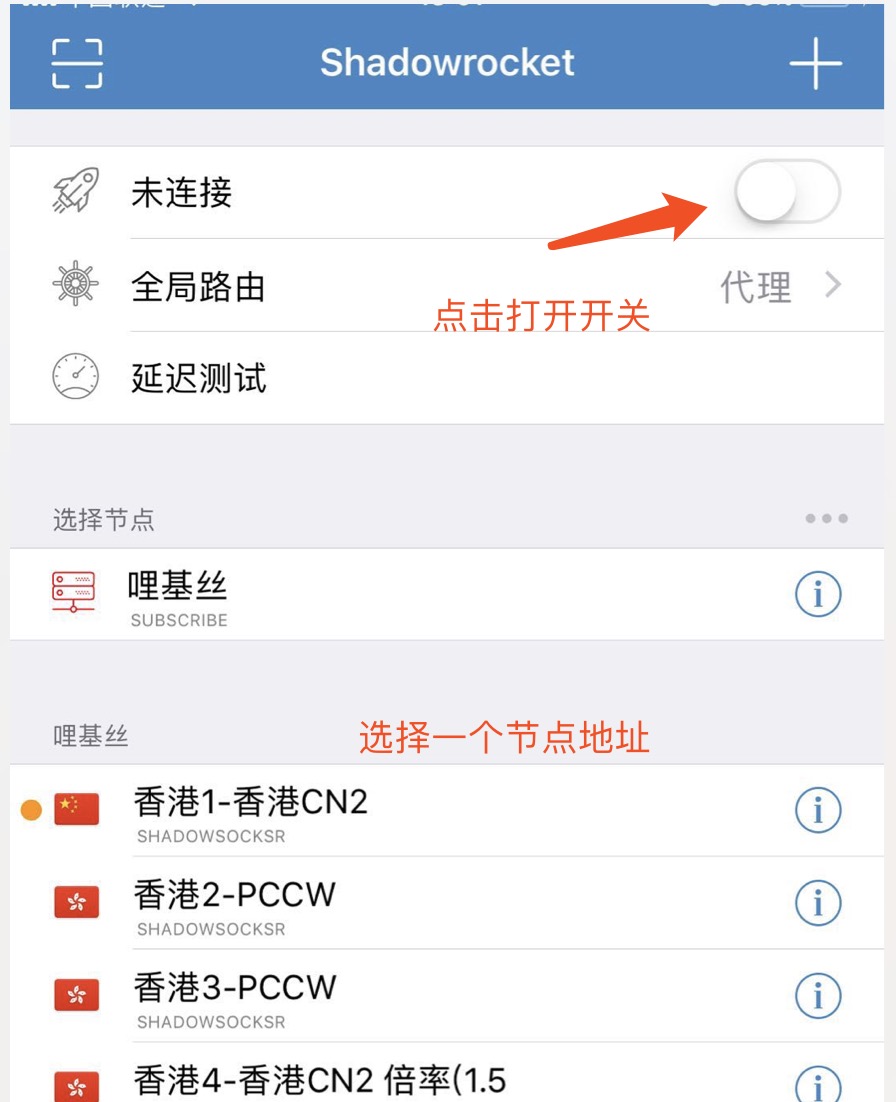 Shadowrocket
未连接
全局路由
代理
点击打开开关
延迟测试
选择节点
哩基丝
SUBSCRIBE
哩基丝
选择一个节点地址
香港1-香港CN2
SHADOWSOCKSR
香港2-PCCW
SHADOWSOCKSR
香港3-PCCW
SHADOWSOCKSR
香港4-香港CN2 倍率(1.5